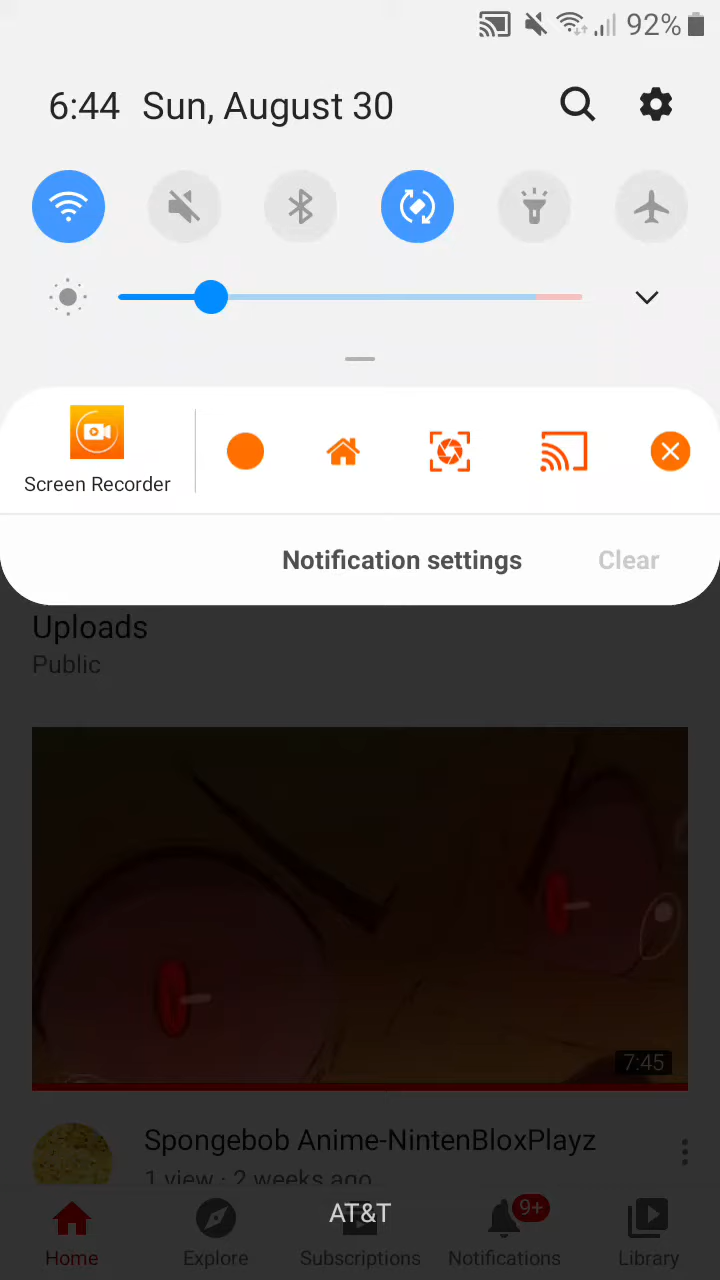 92%
6:44 Sun, August 30
Screen Recorder
Notification settings Clear
Uploads
Public
7:45
Spongebob Anime-NintenBloxPlayz
1 view · 2 weeks ago
9+
AT&T
Home Explore Subscriptions Notifications Library